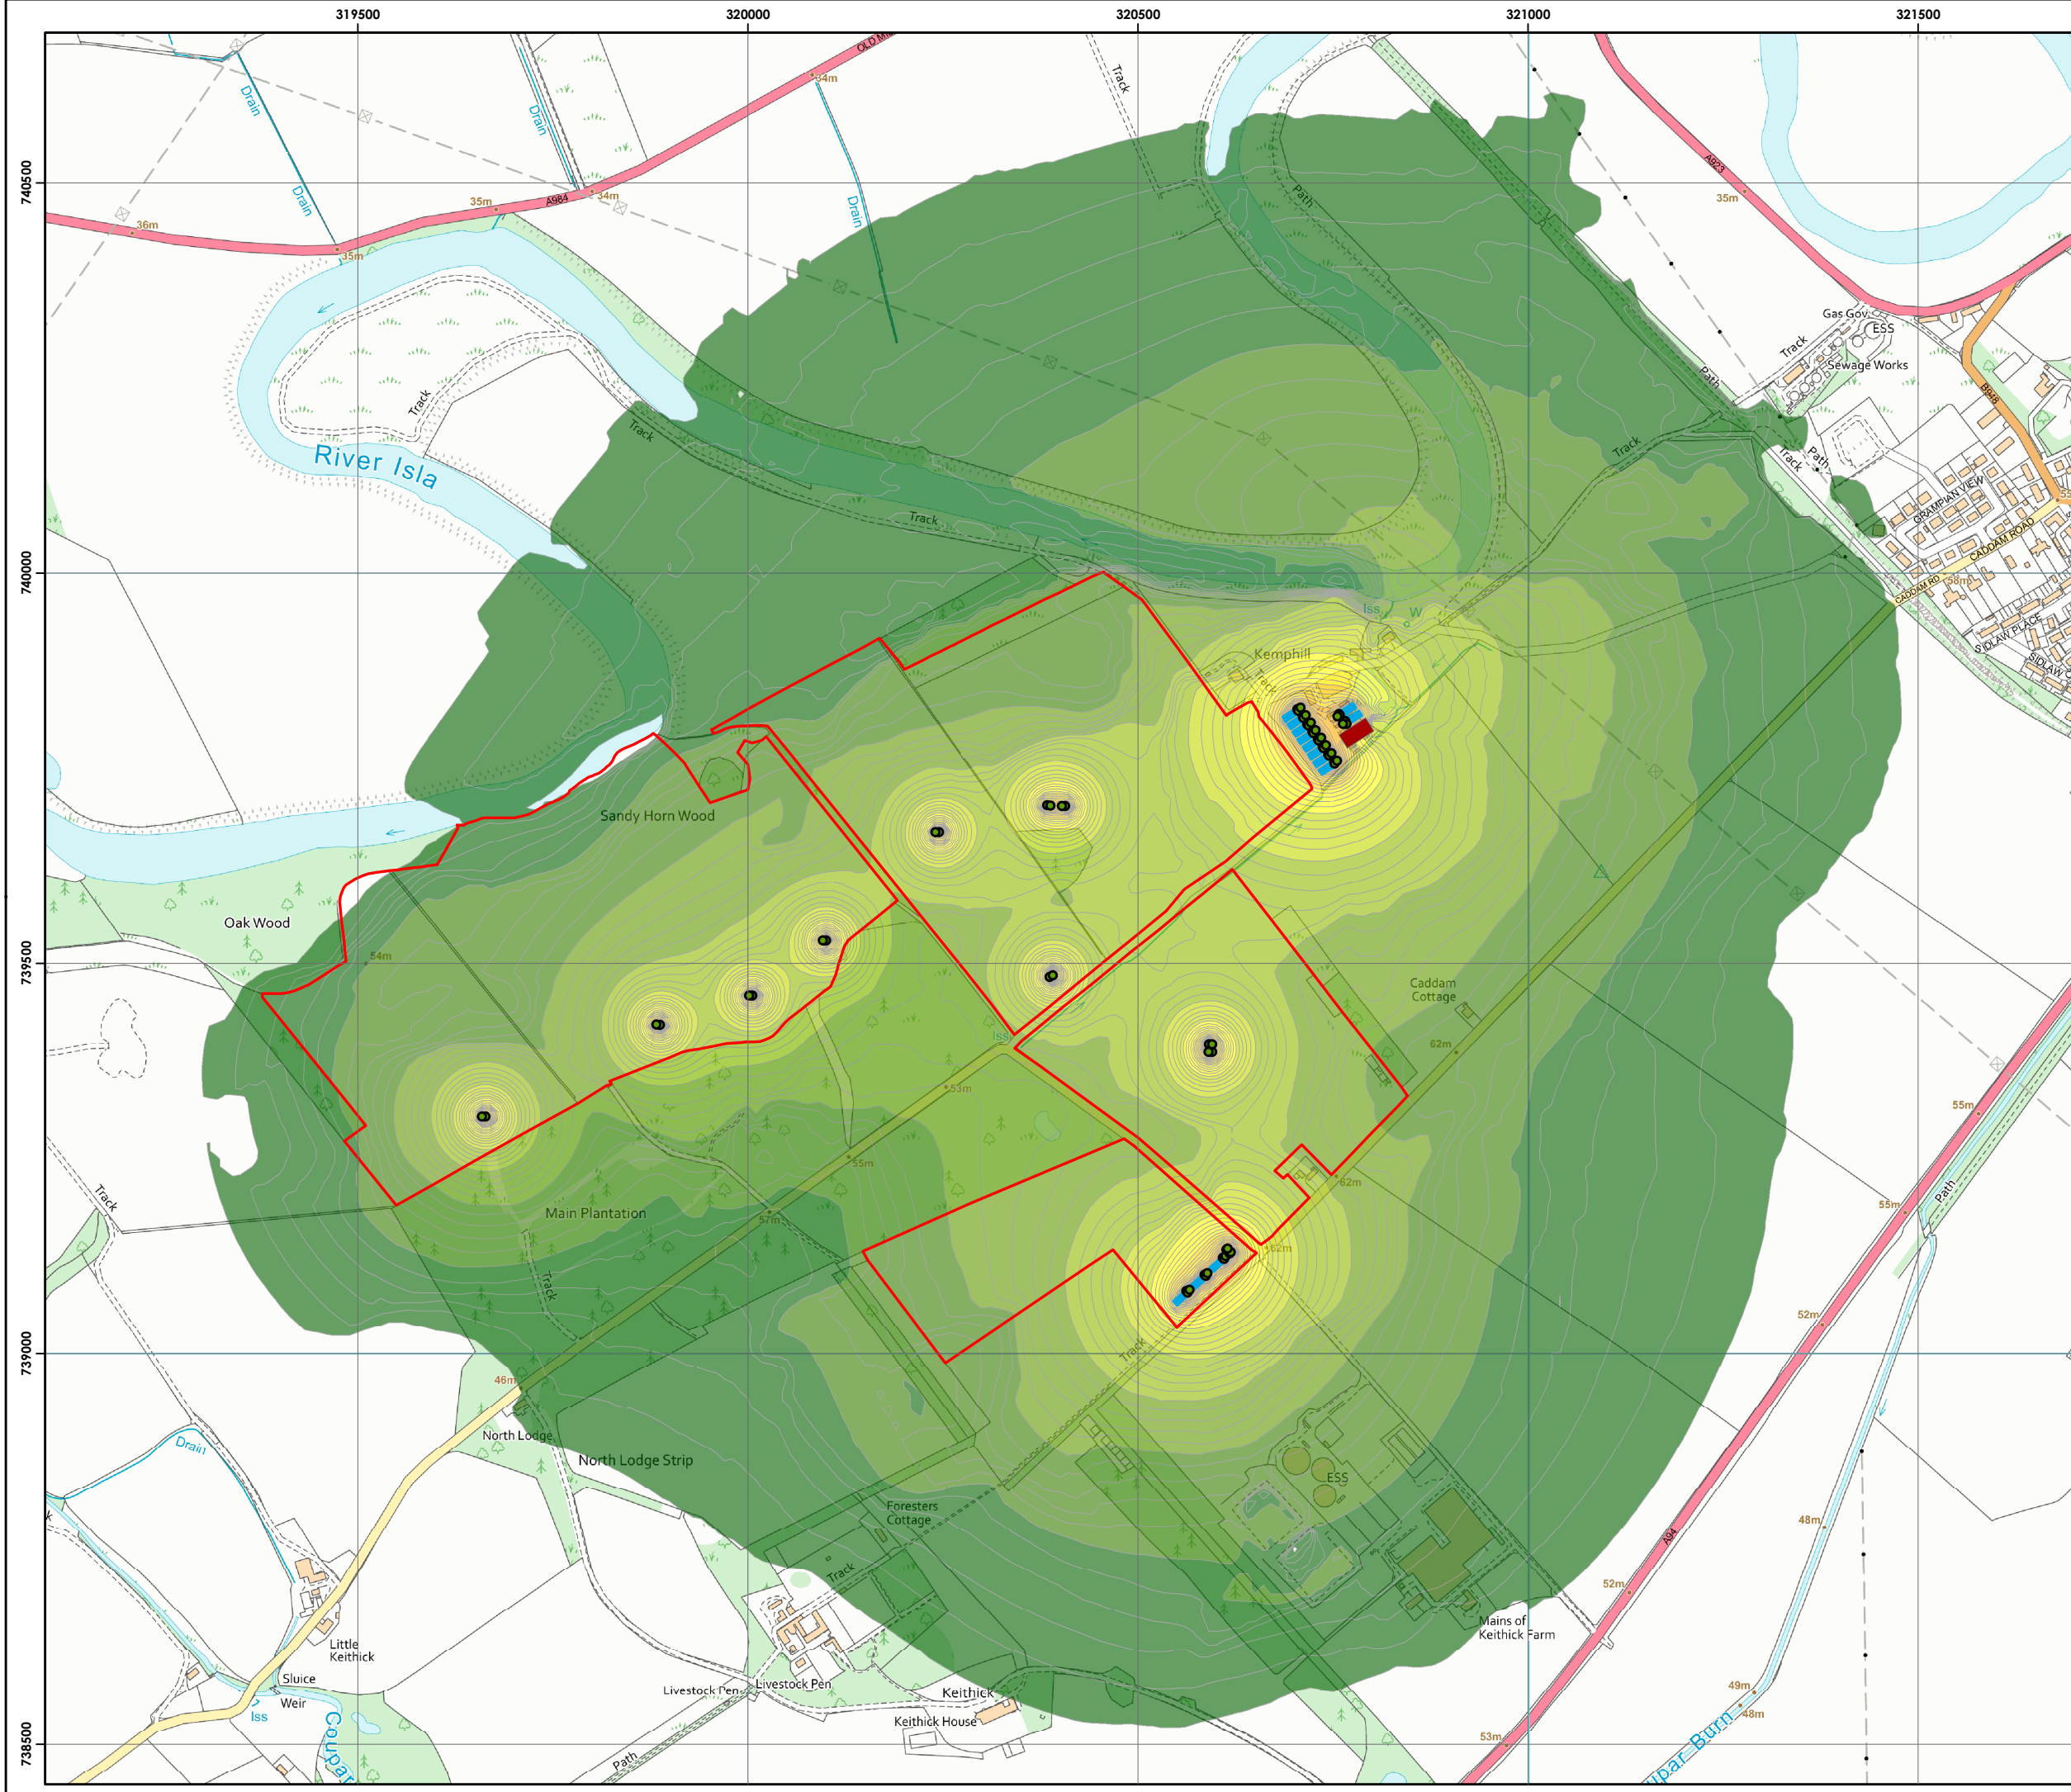 319500
320000
320500
321000
321500
740500
740000
739500
739000
738500
34m
Track
Drain
Drain
Drain
Drain
A984
34m
35m
36m
35m
Path
A923
35m
Gas Gov
ESS
Track
Sewage Works
B948
Path
Track
Track
River Isla
Track
Track
Track
Path
GRAMPIAN VIEW
CADDAM ROAD
CADDAM RD
58m
SIDLAW PLACE
Iss
W
Kemphill
Track
Sandy Horn Wood
Oak Wood
54m
Caddam
Cottage
62m
Iss
53m
55m
55m
62m
Path
55m
Track
Main Plantation
57m
62m
Track
52m
Track
46m
North Lodge
Drain
North Lodge Strip
ESS
Foresters
Cottage
48m
A94
Track
52m
Mains of
Keithick Farm
Little
Keithick
Sluice
Weir
Iss
Livestock Pen
Livestock Pen
Keithick
Keithick House
49m
48m
53m
Path
Coupar
Burn